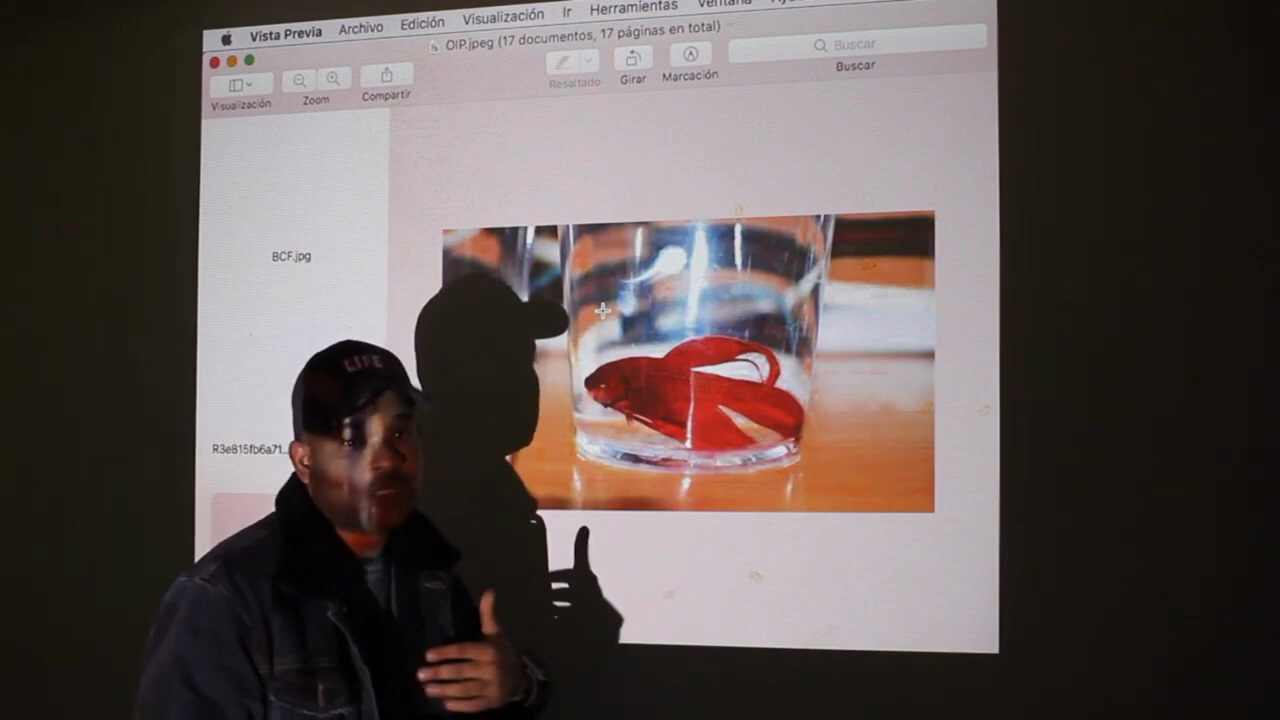 Vista Previa Archivo Edición Visualización Ir Herramientas Ventana
OIP.jpeg (17 documentos, 17 páginas en total)
Buscar
Visualización Zoom Compartir Resaltado Girar Marcación Buscar
BCF.jpg
R3e815fb6a71...
LIFE